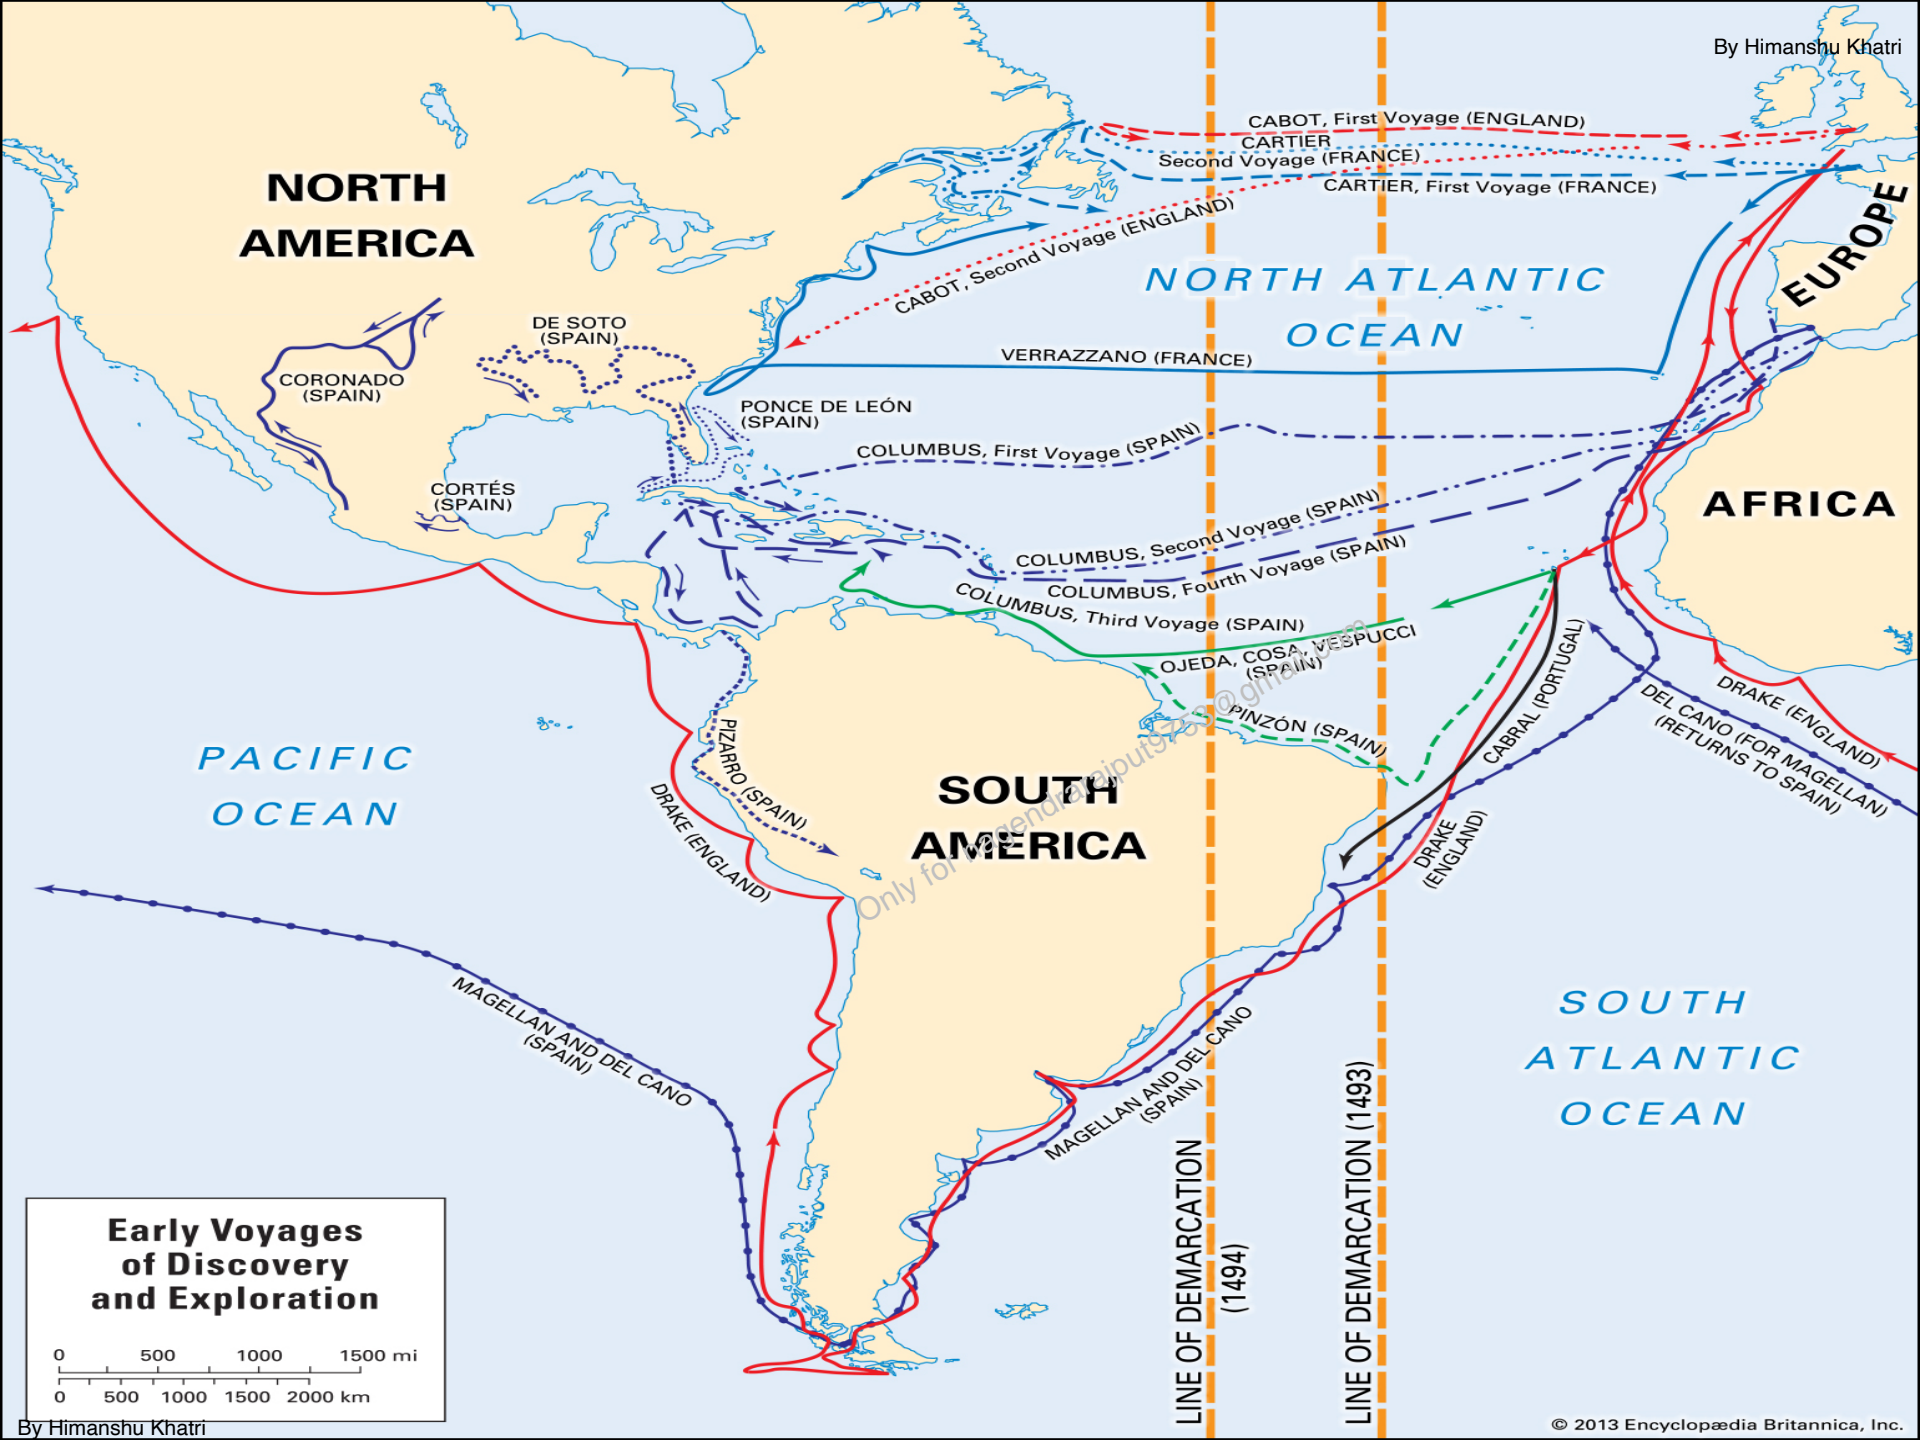 By Himanshu Khatri
NORTH
AMERICA
CABOT, First Voyage (ENGLAND)
CARTIER
Second Voyage (FRANCE)
CARTIER, First Voyage (FRANCE)
EUROPE
CABOT, Second Voyage (ENGLAND)
NORTH ATLANTIC
OCEAN
DE SOTO
(SPAIN)
VERRAZZANO (FRANCE)
CORONADO
(SPAIN)
PONCE DE LEÓN
(SPAIN)
COLUMBUS, First Voyage (SPAIN)
CORTÉS
(SPAIN)
AFRICA
COLUMBUS, Second Voyage (SPAIN)
COLUMBUS, Fourth Voyage (SPAIN)
COLUMBUS, Third Voyage (SPAIN)
OJEDA, COSA, VESPUCCI
(SPAIN)
PINZÓN (SPAIN)
CABRAL (PORTUGAL)
DRAKE (ENGLAND)
DEL CANO (FOR MAGELLAN)
(RETURNS TO SPAIN)
PIZARRO (SPAIN)
PACIFIC
OCEAN
SOUTH
AMERICA
Only for nagendrarajput9753@gmail.com
DRAKE (ENGLAND)
DRAKE
(ENGLAND)
MAGELLAN AND DEL CANO
(SPAIN)
MAGELLAN AND DEL CANO
(SPAIN)
SOUTH
ATLANTIC
OCEAN
LINE OF DEMARCATION
(1494)
LINE OF DEMARCATION (1493)
Early Voyages
of Discovery
and Exploration
0 500 1000 1500 mi
0 500 1000 1500 2000 km
By Himanshu Khatri
© 2013 Encyclopædia Britannica, Inc.